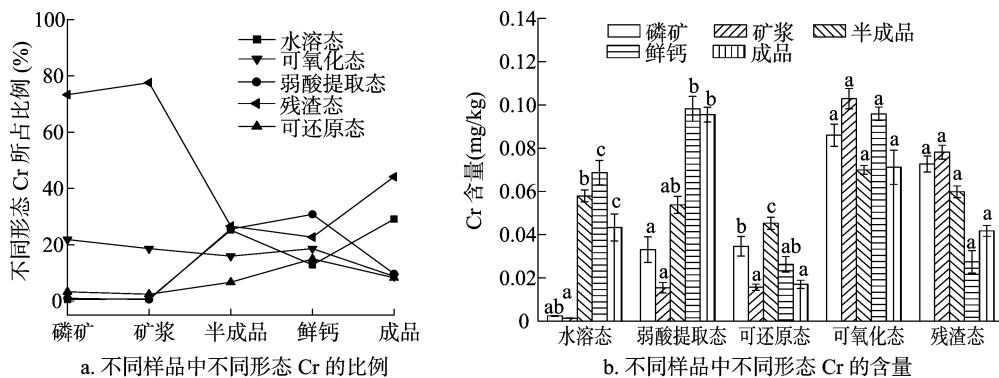 不同形态 Cr 所占比例 (%)
100
80
60
40
20
0
水溶态
可氧化态
弱酸提取态
残渣态
可还原态
磷矿 矿浆 半成品 鲜钙 成品
a. 不同样品中不同形态 Cr 的比例
Cr 含量(mg/kg)
0.14
0.12
0.10
0.08
0.06
0.04
0.02
0
磷矿 矿浆 半成品
鲜钙 成品
ab a b c b
a a ab b b
b a c ab a
a a a a a
a a a a a
水溶态 弱酸提取态 可还原态 可氧化态 残渣态
b. 不同样品中不同形态 Cr 的含量